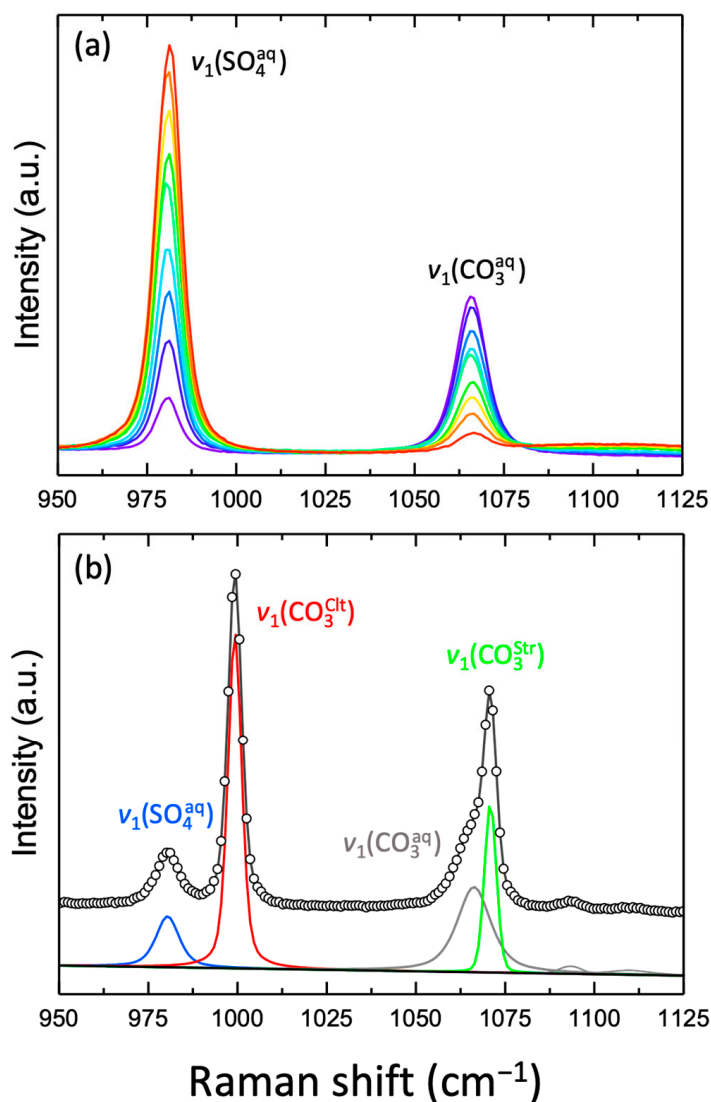 (a)
ν₁(SO₄ᵃq)
ν₁(CO₃ᵃq)
Intensity (a.u.)
950 975 1000 1025 1050 1075 1100 1125
(b)
ν₁(CO₃Clt)
ν₁(CO₃Str)
ν₁(SO₄ᵃq)
ν₁(CO₃ᵃq)
Intensity (a.u.)
950 975 1000 1025 1050 1075 1100 1125
Raman shift (cm⁻¹)